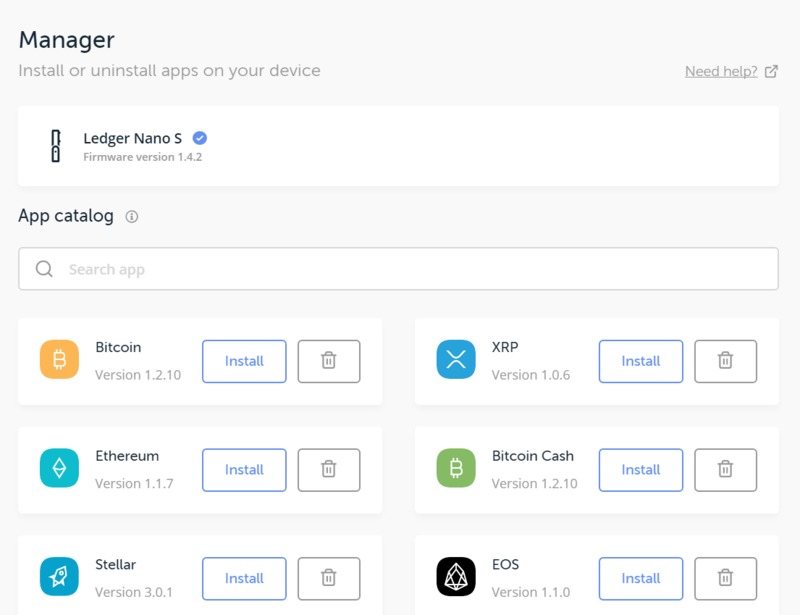 Manager
Install or uninstall apps on your device
Need help?
Ledger Nano S
Firmware version 1.4.2
App catalog
Search app
Bitcoin
Version 1.2.10
Install
XRP
Version 1.0.6
Install
Ethereum
Version 1.1.7
Install
Bitcoin Cash
Version 1.2.10
Install
Stellar
Version 3.0.1
Install
EOS
Version 1.1.0
Install